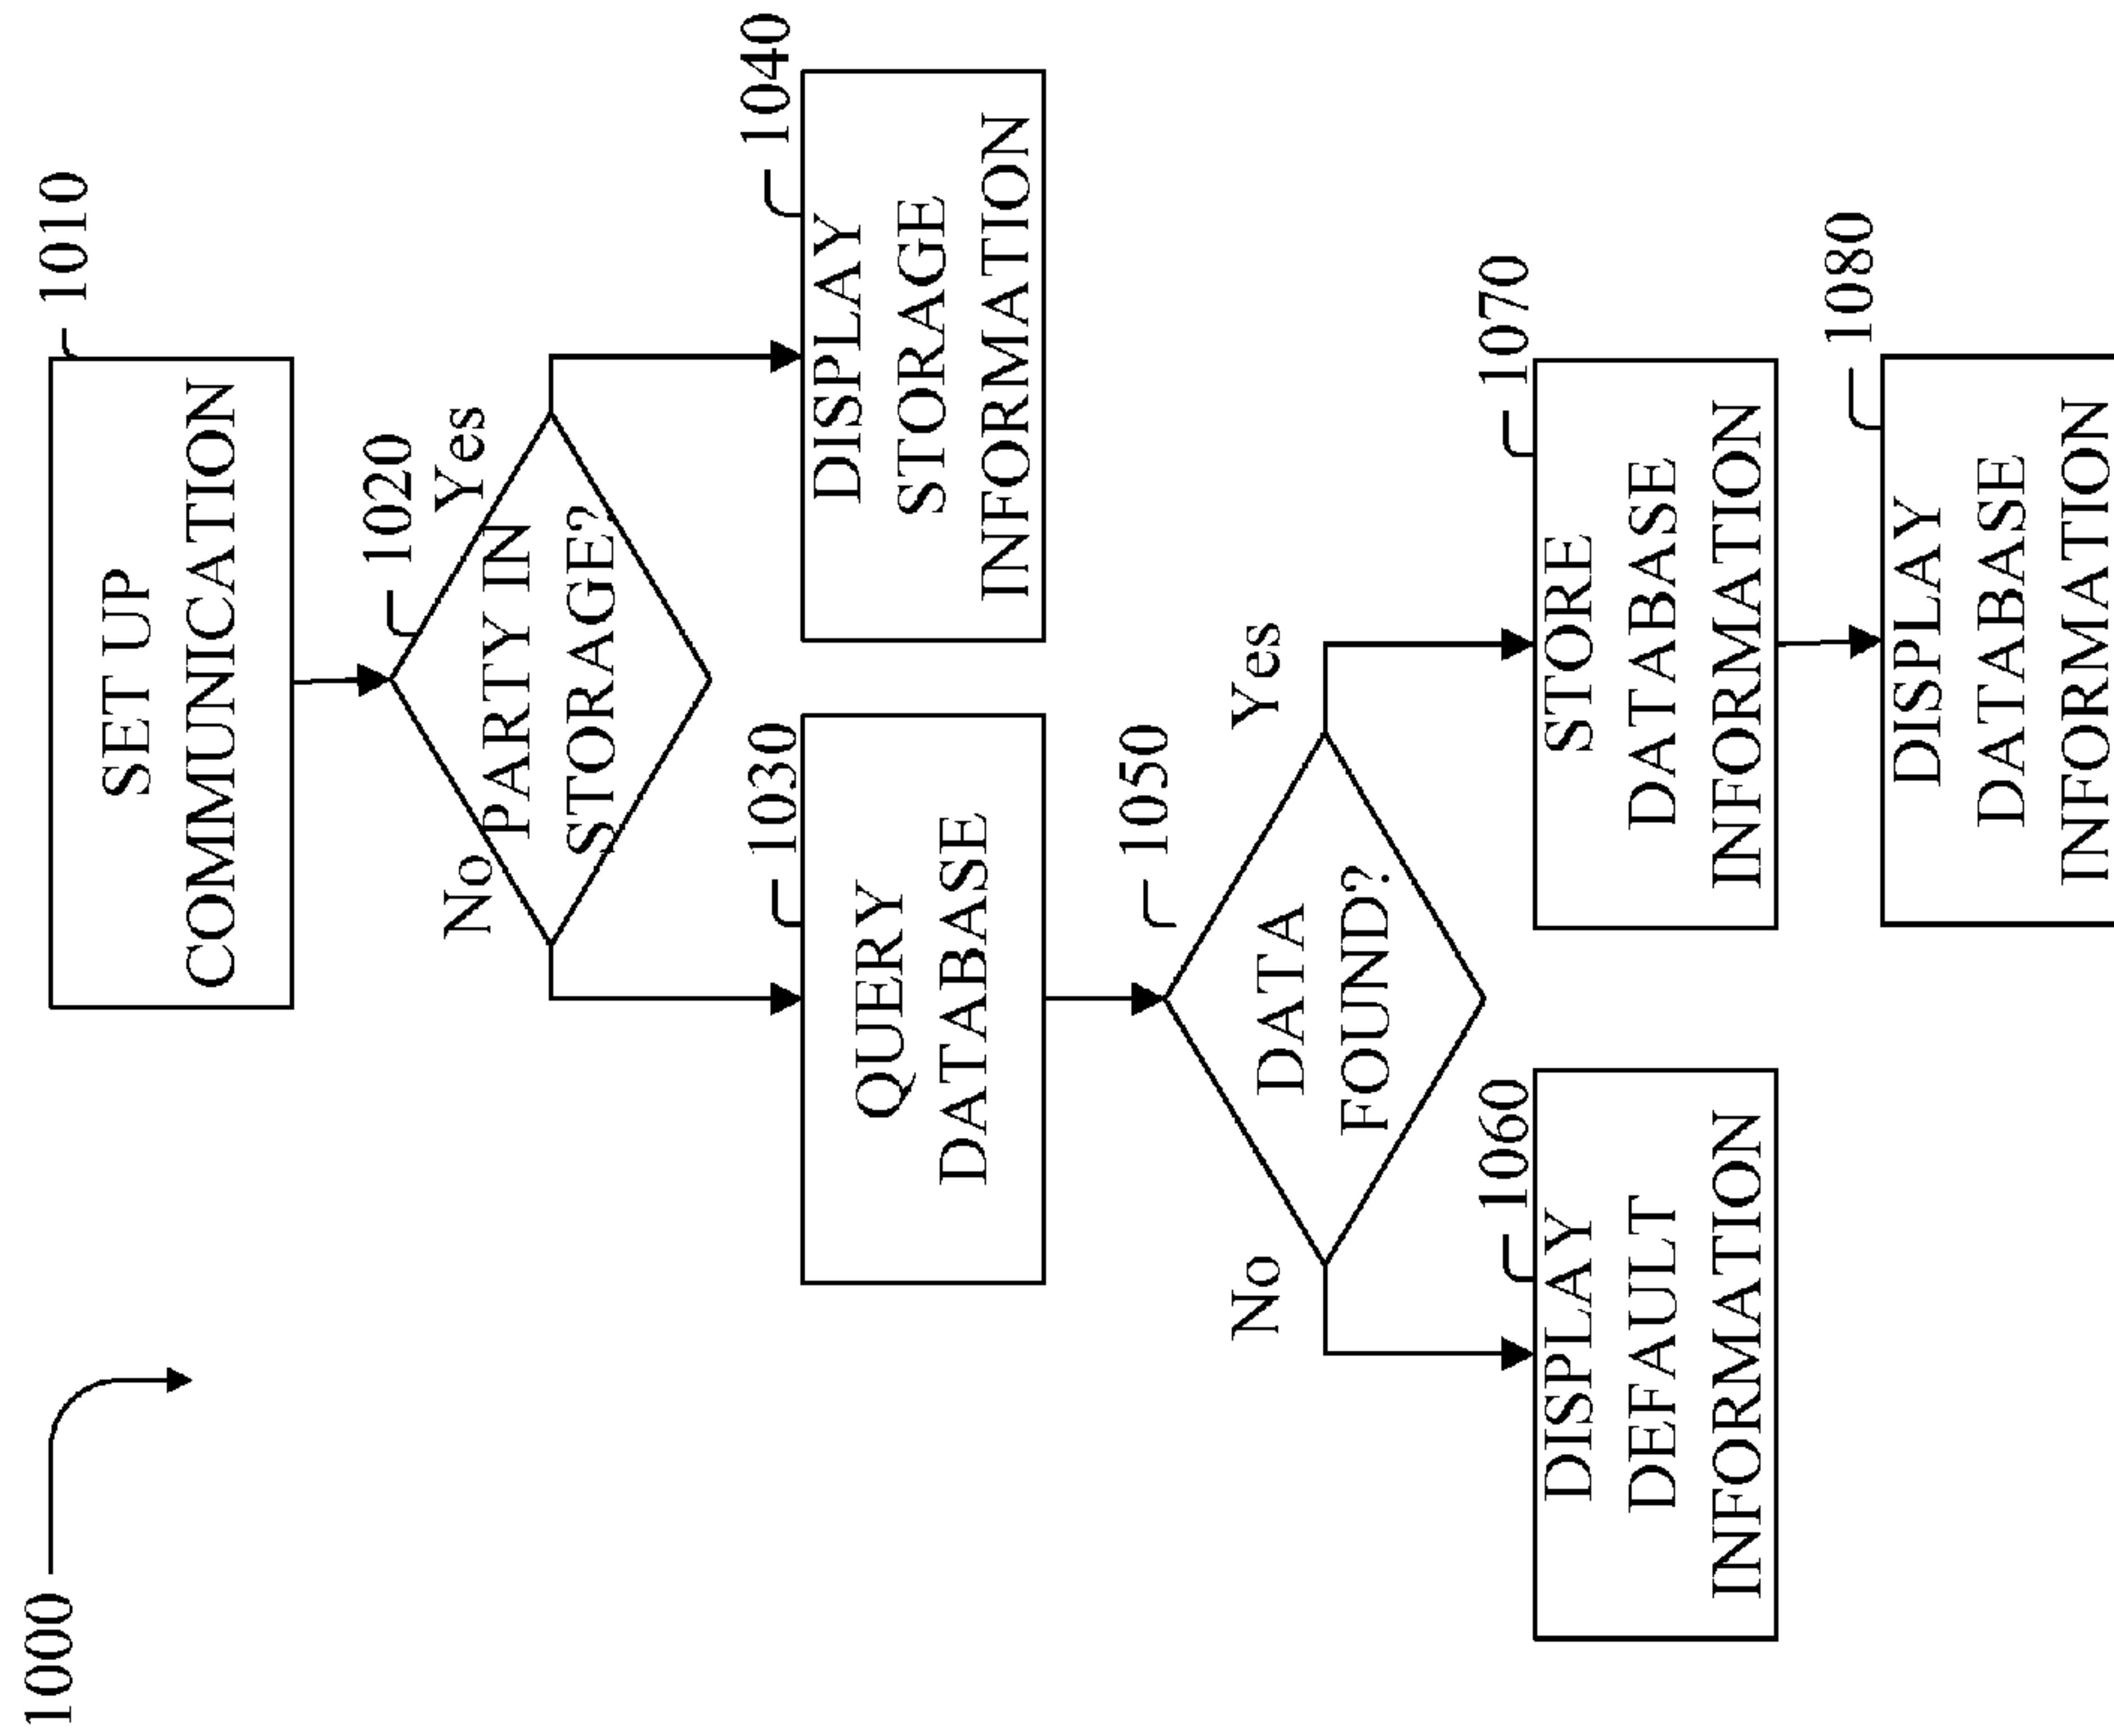 1000
1010
SET UP
COMMUNICATION
1020
No
Yes
PARTY IN
STORAGE?
1030
QUERY
DATABASE
1040
DISPLAY
STORAGE
INFORMATION
1050
No
Yes
DATA
FOUND?
1060
DISPLAY
DEFAULT
INFORMATION
1070
STORE
DATABASE
INFORMATION
1080
DISPLAY
DATABASE
INFORMATION